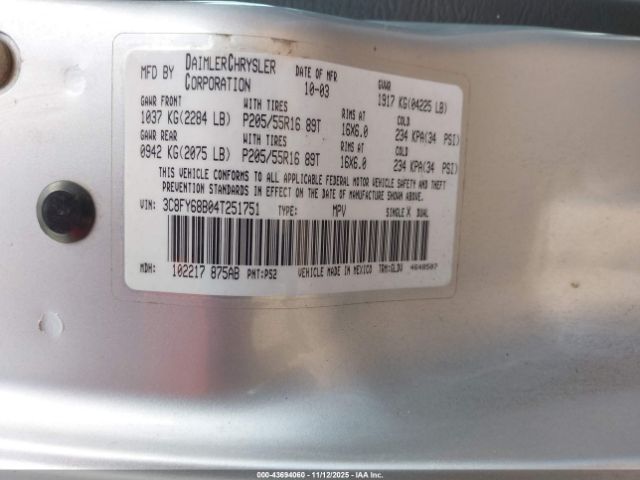 MFD BY DAIMLERCHRYSLER CORPORATION DATE OF MFR 10-03 GVWR 1917 KG(04225 LB)
GAWR FRONT WITH TIRES RIMS AT COLD
1037 KG(2284 LB) P205/55R16 89T 16X6.0 234 KPA(34 PSI)
GAWR REAR WITH TIRES RIMS AT COLD
0942 KG(2075 LB) P205/55R16 89T 16X6.0 234 KPA(34 PSI)
THIS VEHICLE CONFORMS TO ALL APPLICABLE FEDERAL MOTOR VEHICLE SAFETY AND THEFT
PREVENTION STANDARDS IN EFFECT ON THE DATE OF MANUFACTURE SHOWN ABOVE.
VIN: 3C8FY68B04T251751 TYPE: MPV SINGLE X DUAL
MDH: 102217 875AB PNT:PS2 VEHICLE MADE IN MEXICO TRM:GLDV 4648507
000-43694060 - 11/12/2025 - IAA Inc.